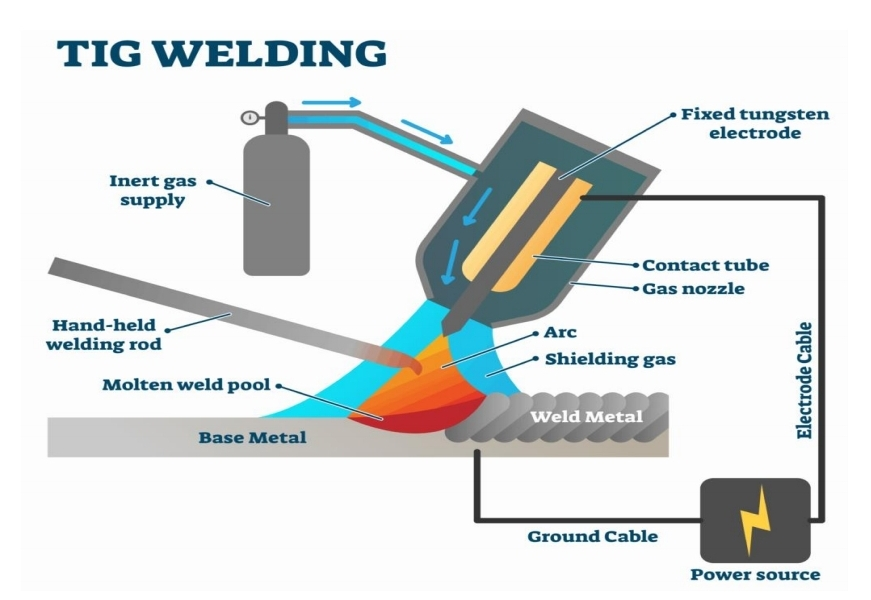 TIG WELDING
Fixed tungsten
electrode
Inert gas
supply
Contact tube
Gas nozzle
Hand-held
welding rod
Arc
Shielding gas
Molten weld pool
Electrode Cable
Weld Metal
Base Metal
Ground Cable
Power source